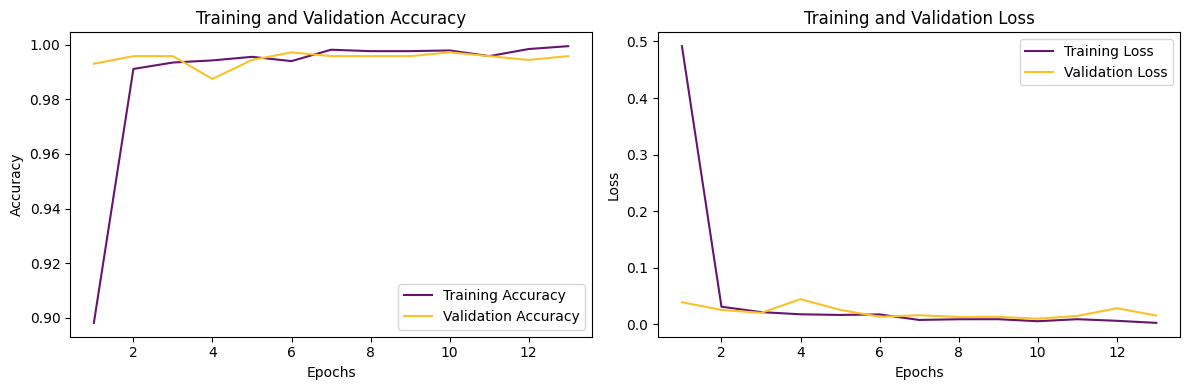 Training and Validation Accuracy
1.00
0.98
0.96
0.94
0.92
0.90
Accuracy
2 4 6 8 10 12
Epochs
Training Accuracy
Validation Accuracy
Training and Validation Loss
0.5
0.4
0.3
0.2
0.1
0.0
Loss
2 4 6 8 10 12
Epochs
Training Loss
Validation Loss